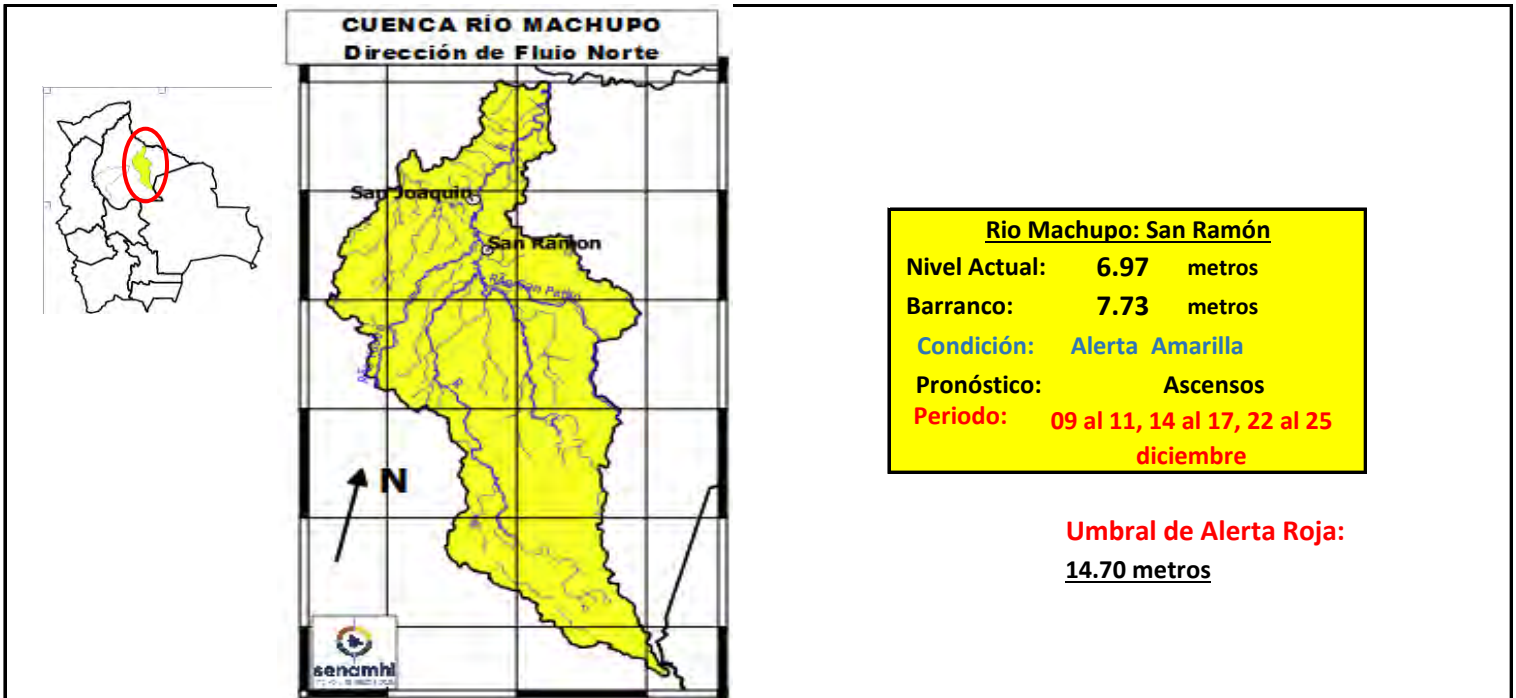 CUENCA RÍO MACHUPO
Dirección de Fluio Norte
San Joaquin
San Ramon
N
senamhi
Rio Machupo: San Ramón
Nivel Actual: 6.97 metros
Barranco: 7.73 metros
Condición: Alerta Amarilla
Pronóstico: Ascensos
Periodo: 09 al 11, 14 al 17, 22 al 25
diciembre
Umbral de Alerta Roja:
14.70 metros